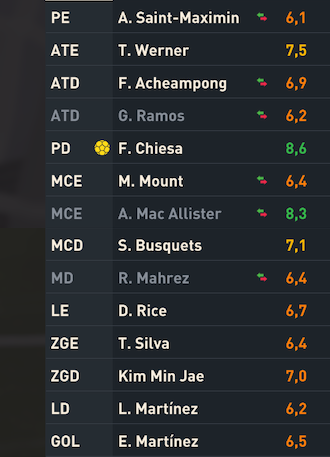 PE A. Saint-Maximin 6,1
ATE T. Werner 7,5
ATD F. Acheampong 6,9
ATD G. Ramos 6,2
PD F. Chiesa 8,6
MCE M. Mount 6,4
MCE A. Mac Allister 8,3
MCD S. Busquets 7,1
MD R. Mahrez 6,4
LE D. Rice 6,7
ZGE T. Silva 6,4
ZGD Kim Min Jae 7,0
LD L. Martínez 6,2
GOL E. Martínez 6,5